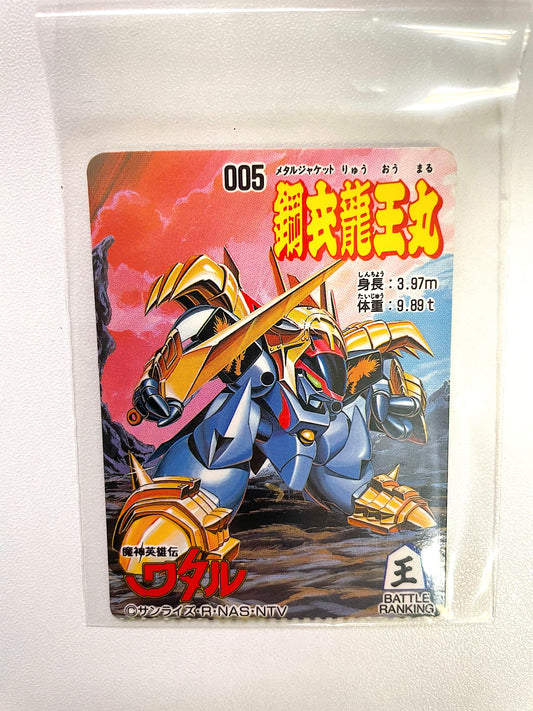 005
メタルジャケット りゅう おう まる
鋼衣龍王丸
しんちょう
身長：3.97m
たいじゅう
体重：9.89t
魔神英雄伝
ワタル
©サンライズ・R・NAS・NTV
王
BATTLE
RANKING